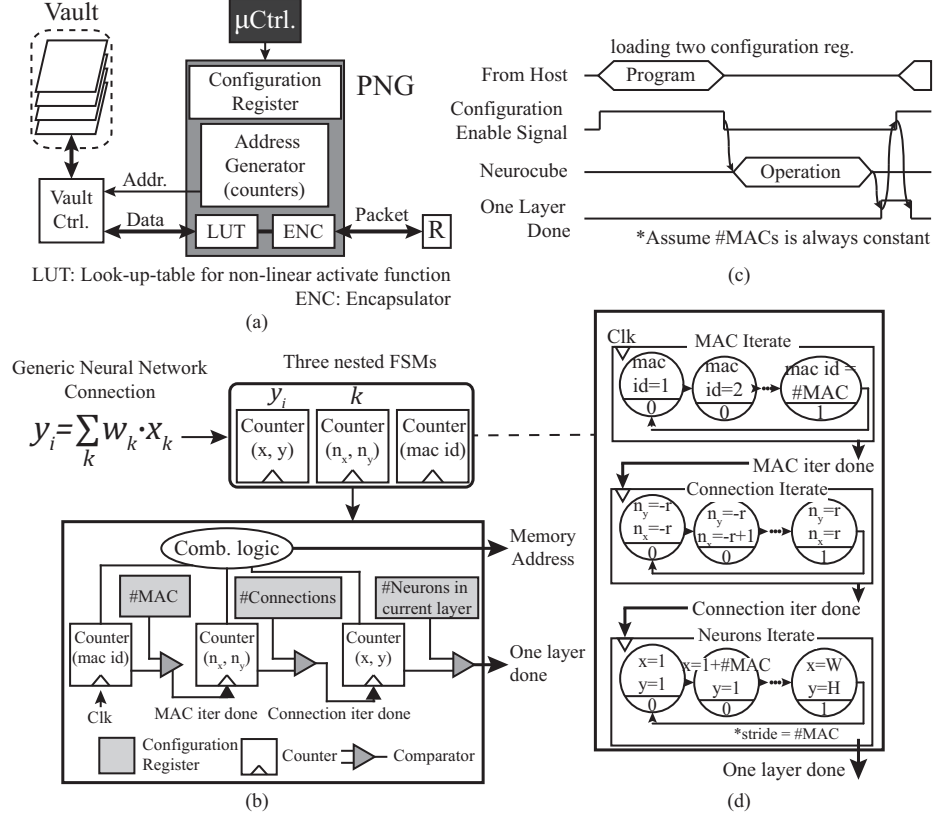 Vault
μCtrl.
Configuration
Register
PNG
Address
Generator
(counters)
Addr.
Vault
Ctrl.
Data
LUT
ENC
Packet
R
LUT: Look-up-table for non-linear activate function
ENC: Encapsulator
(a)
loading two configuration reg.
From Host
Program
Configuration
Enable Signal
Neurocube
Operation
One Layer
Done
*Assume #MACs is always constant
(c)
Generic Neural Network
Connection
y_i=∑_k w_k·x_k
Three nested FSMs
y_i
k
Counter
(x, y)
Counter
(n_x, n_y)
Counter
(mac id)
Comb. logic
Memory
Address
#MAC
#Connections
#Neurons in
current layer
Counter
(mac id)
Counter
(n_x, n_y)
Counter
(x, y)
One layer
done
Clk
MAC iter done
Connection iter done
Configuration
Register
Counter
Comparator
(b)
Clk
MAC Iterate
mac
id=1
0
mac
id=2
0
mac id =
#MAC
1
MAC iter done
Connection Iterate
n_y=-r
n_x=-r
0
n_y=-r
n_x=-r+1
0
n_y=r
n_x=r
1
Connection iter done
Neurons Iterate
x=1
y=1
0
x=1+#MAC
y=1
0
x=W
y=H
1
*stride = #MAC
One layer done
(d)